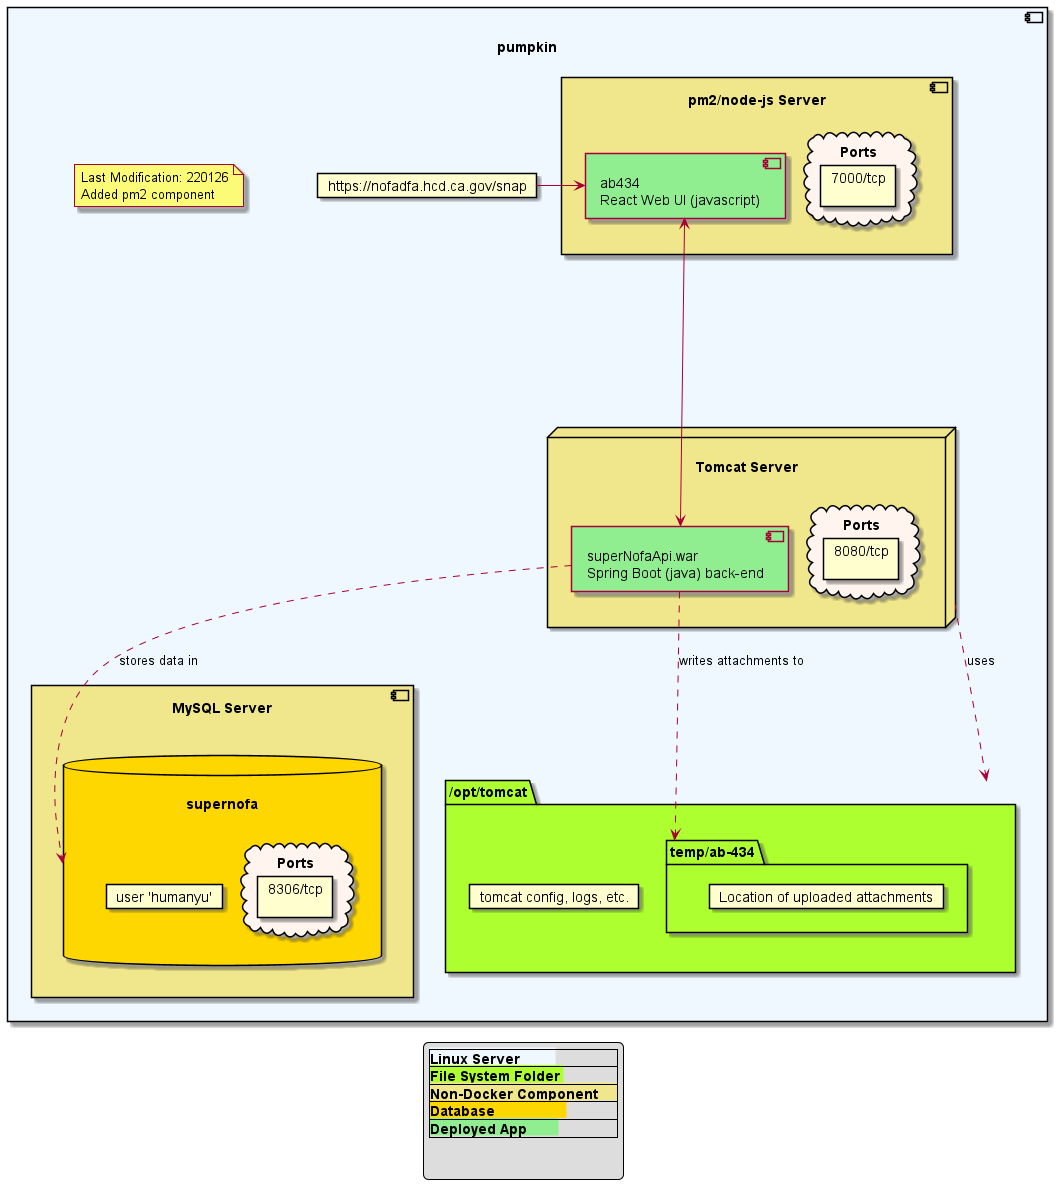 pumpkin
pm2/node-js Server
Last Modification: 220126
Added pm2 component
https://nofadfa.hcd.ca.gov/snap
ab434
React Web UI (javascript)
Ports
7000/tcp
Tomcat Server
superNofaApi.war
Spring Boot (java) back-end
Ports
8080/tcp
stores data in
writes attachments to
uses
MySQL Server
supernofa
user 'humanyu'
Ports
8306/tcp
/opt/tomcat
tomcat config, logs, etc.
temp/ab-434
Location of uploaded attachments
Linux Server
File System Folder
Non-Docker Component
Database
Deployed App